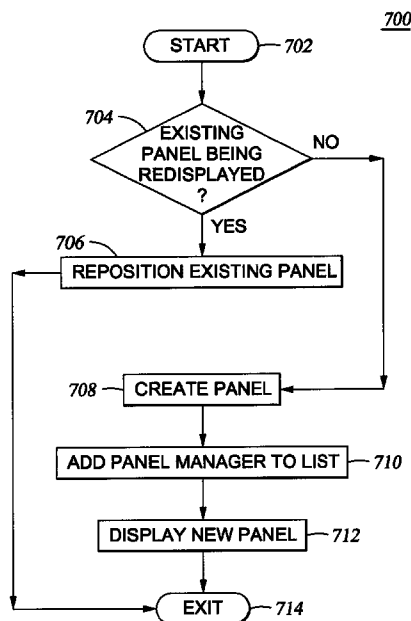 700
START
702
704
EXISTING
PANEL BEING
REDISPLAYED
?
NO
YES
706
REPOSITION EXISTING PANEL
708
CREATE PANEL
ADD PANEL MANAGER TO LIST
710
DISPLAY NEW PANEL
712
EXIT
714